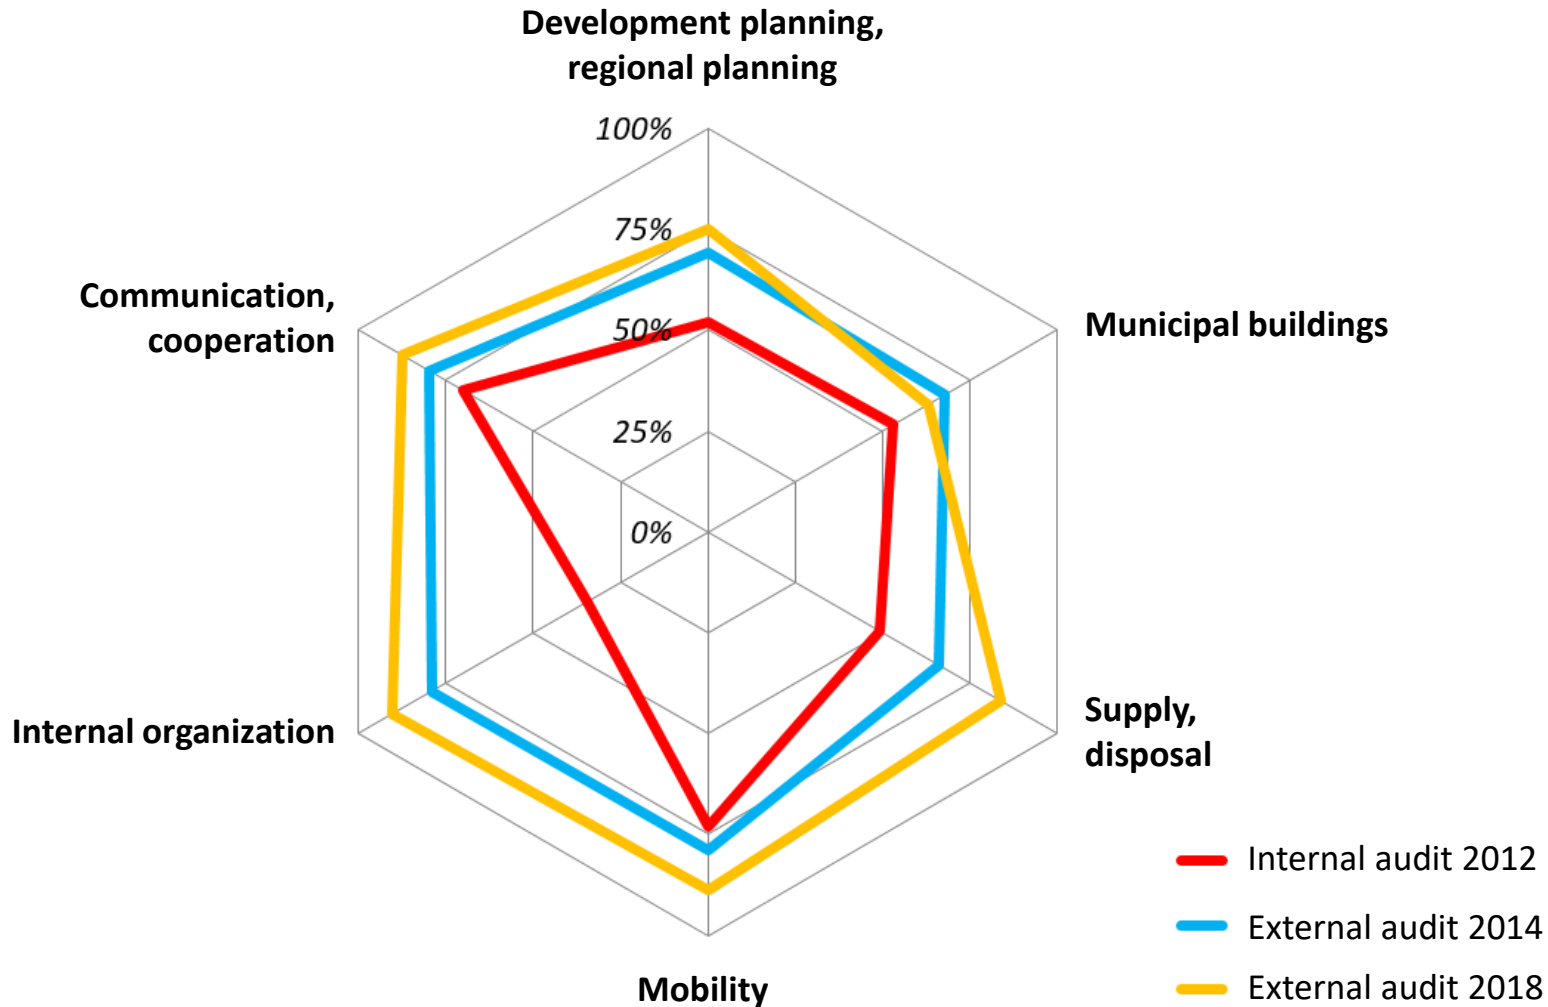 Development planning,
regional planning
100%
75%
50%
25%
0%
Communication,
cooperation
Municipal buildings
Internal organization
Supply,
disposal
Mobility
Internal audit 2012
External audit 2014
External audit 2018